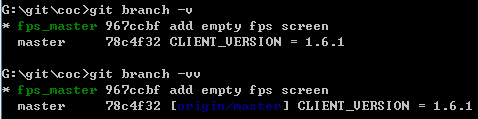 G:\git\coc>git branch -v
* fps_master 967ccbf add empty fps screen
  master     78c4f32 CLIENT_VERSION = 1.6.1

G:\git\coc>git branch -vv
* fps_master 967ccbf add empty fps screen
  master     78c4f32 [origin/master] CLIENT_VERSION = 1.6.1